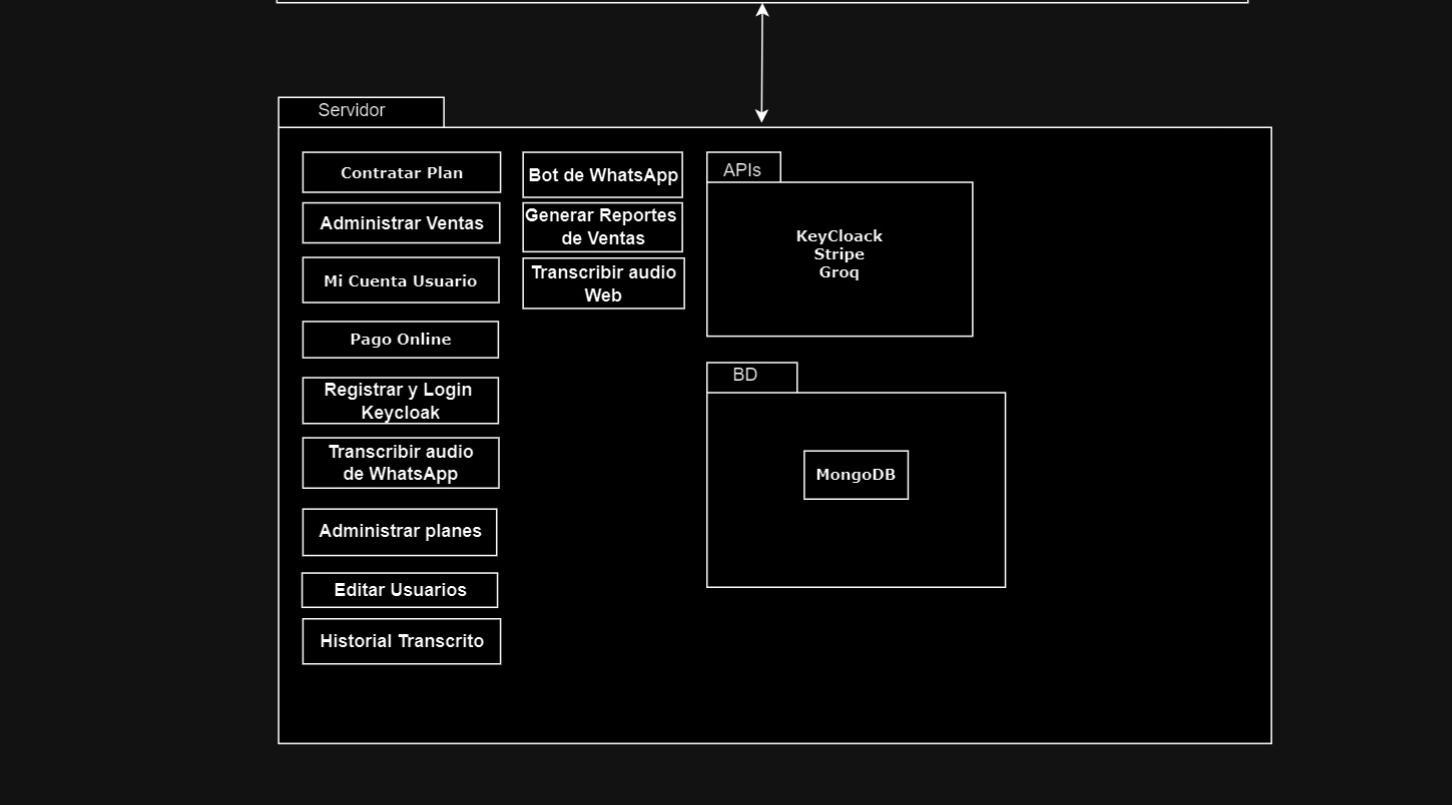 Servidor
Contratar Plan
Administrar Ventas
Mi Cuenta Usuario
Pago Online
Registrar y Login
Keycloak
Transcribir audio
de WhatsApp
Administrar planes
Editar Usuarios
Historial Transcrito
Bot de WhatsApp
Generar Reportes
de Ventas
Transcribir audio
Web
APIs
KeyCloack
Stripe
Groq
BD
MongoDB